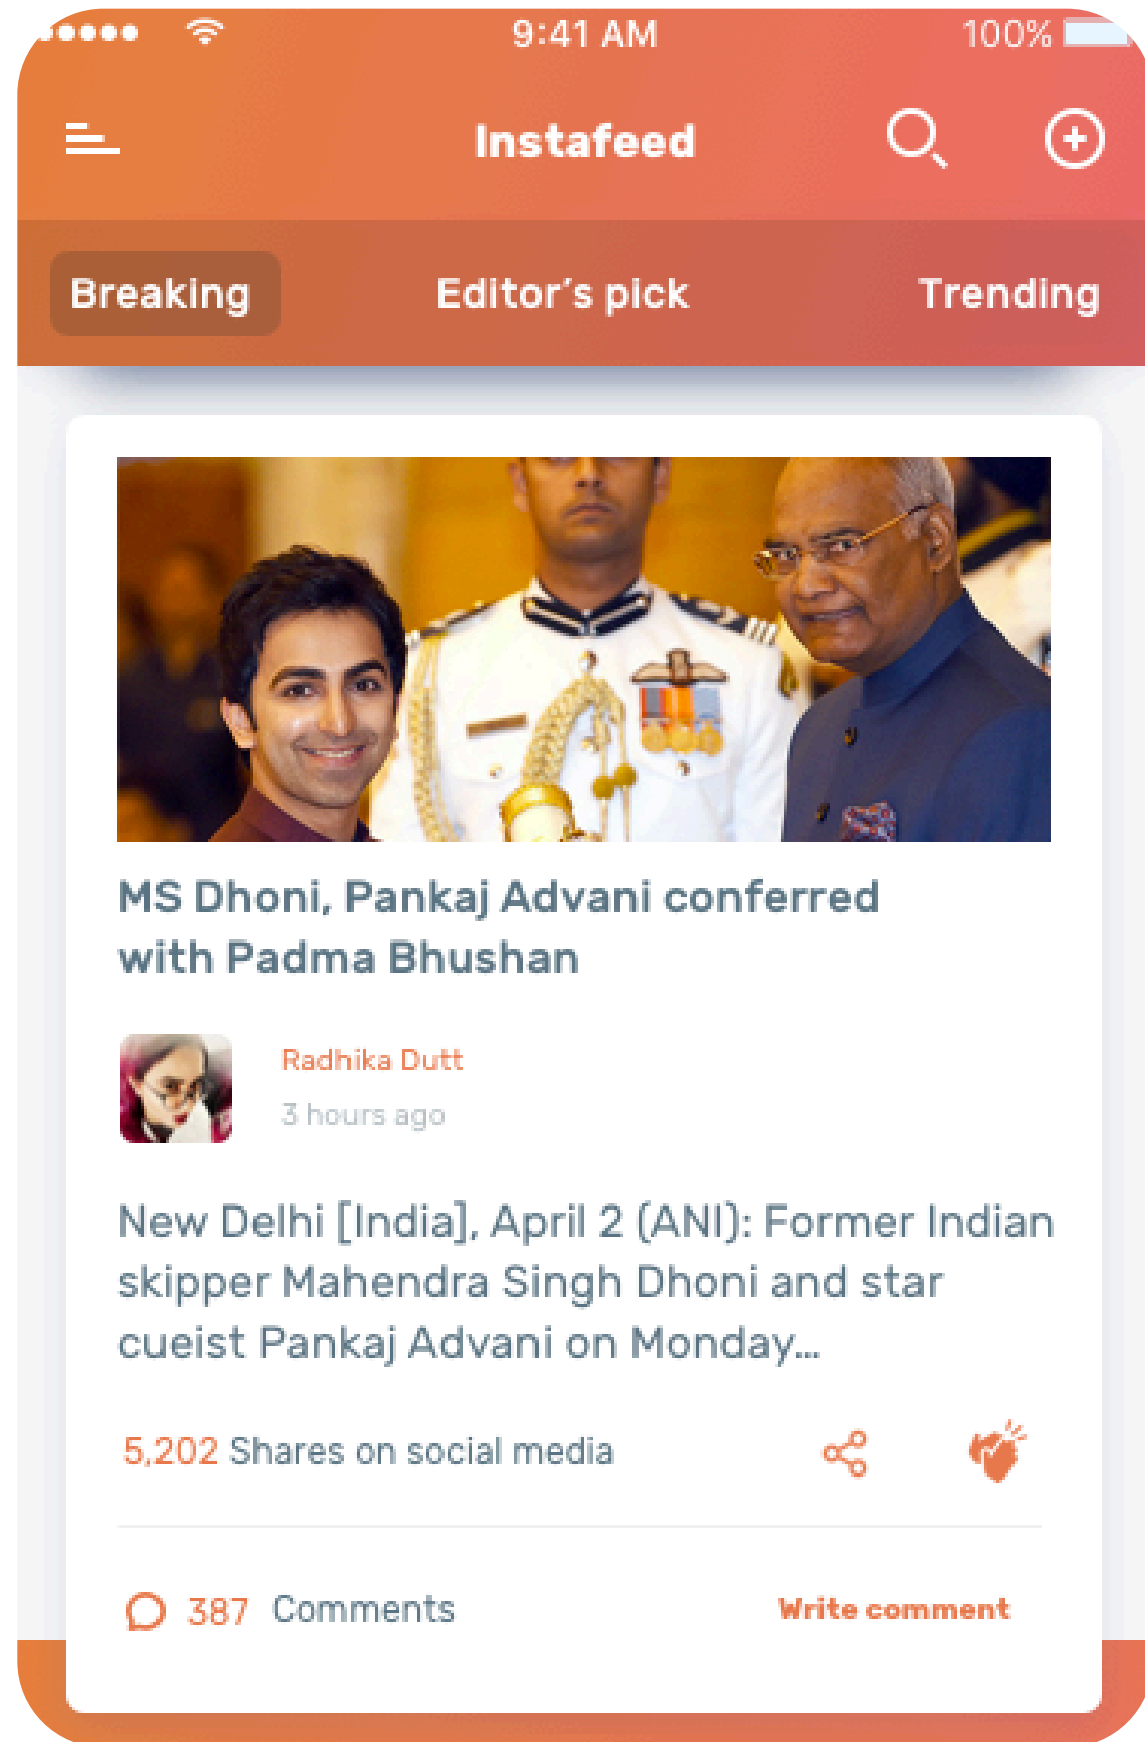 9:41 AM
100%
Instafeed
Breaking
Editor's pick
Trending
MS Dhoni, Pankaj Advani conferred
with Padma Bhushan
Radhika Dutt
3 hours ago
New Delhi [India], April 2 (ANI): Former Indian
skipper Mahendra Singh Dhoni and star
cueist Pankaj Advani on Monday...
5,202 Shares on social media
387 Comments
Write comment